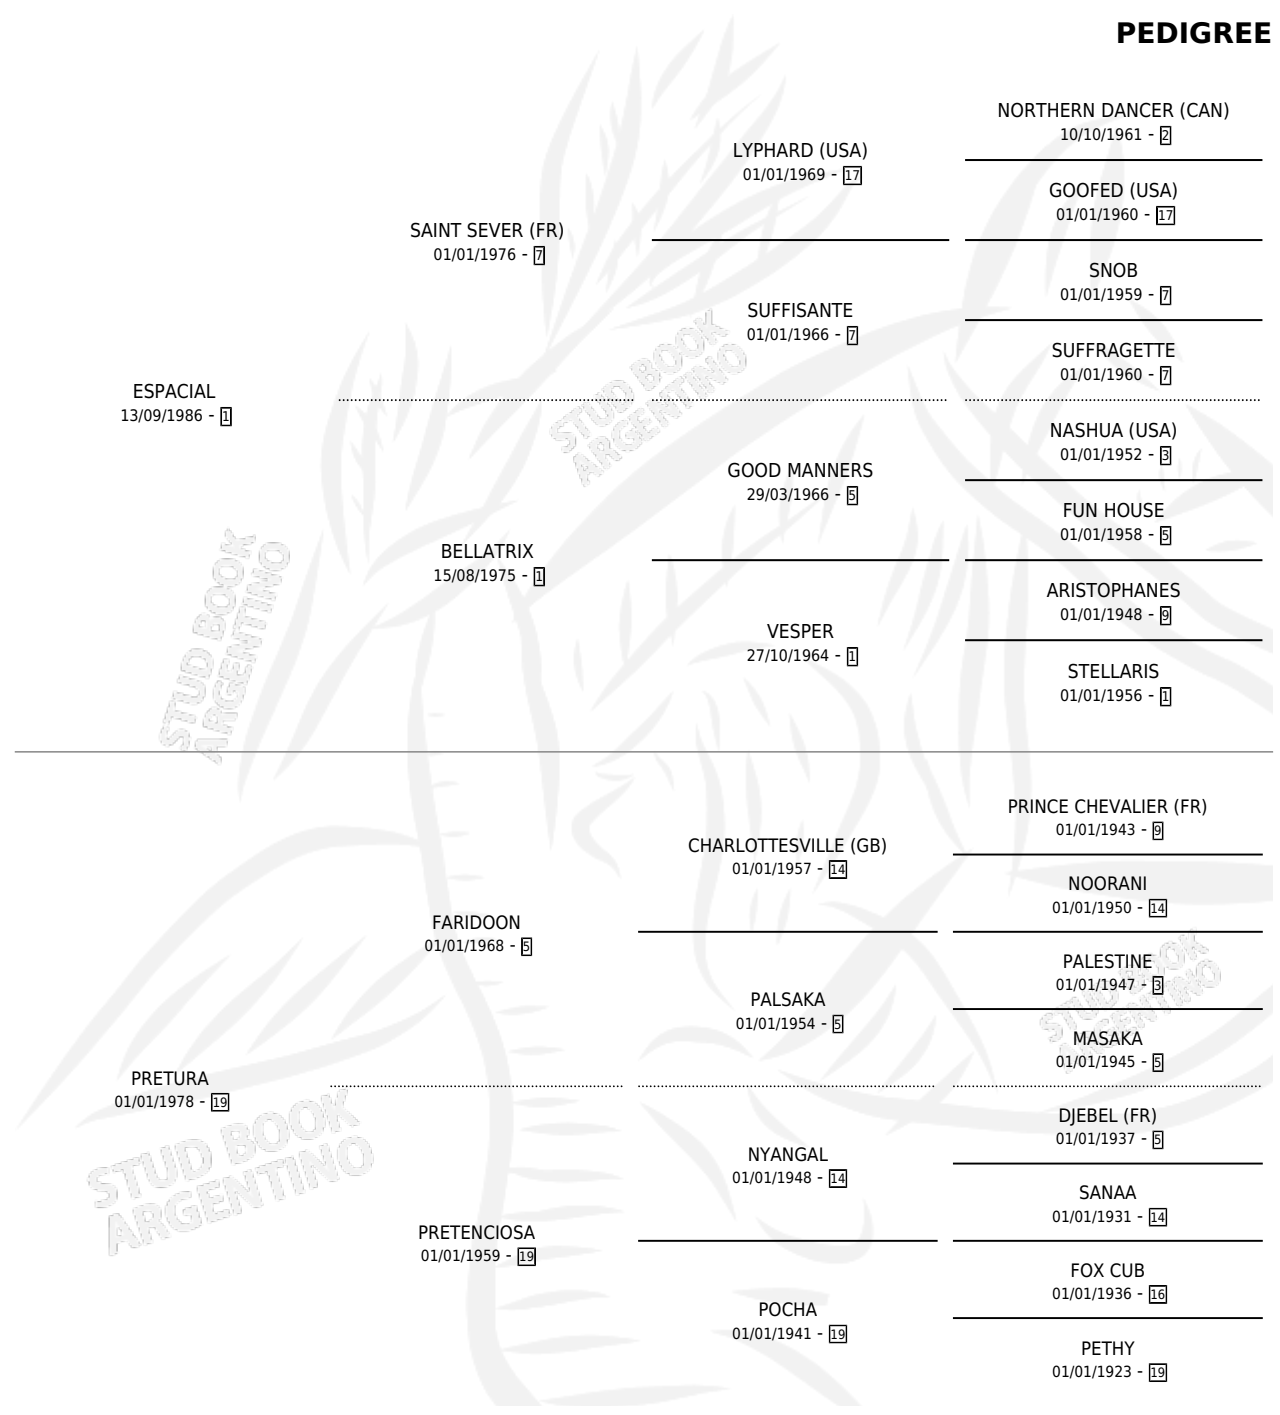 PEDIGREE
NORTHERN DANCER (CAN)
10/10/1961 - 2
LYPHARD (USA)
01/01/1969 - 17
GOOFED (USA)
01/01/1960 - 17
SAINT SEVER (FR)
01/01/1976 - 7
SNOB
01/01/1959 - 7
SUFFISANTE
01/01/1966 - 7
SUFFRAGETTE
01/01/1960 - 7
ESPACIAL
13/09/1986 - 1
NASHUA (USA)
01/01/1952 - 3
GOOD MANNERS
29/03/1966 - 5
FUN HOUSE
01/01/1958 - 5
BELLATRIX
15/08/1975 - 1
ARISTOPHANES
01/01/1948 - 9
VESPER
27/10/1964 - 1
STELLARIS
01/01/1956 - 1
PRINCE CHEVALIER (FR)
01/01/1943 - 9
CHARLOTTESVILLE (GB)
01/01/1957 - 14
NOORANI
01/01/1950 - 14
FARIDOON
01/01/1968 - 5
PALESTINE
01/01/1947 - 3
PALSAKA
01/01/1954 - 5
MASAKA
01/01/1945 - 5
PRETURA
01/01/1978 - 19
DJEBEL (FR)
01/01/1937 - 5
NYANGAL
01/01/1948 - 14
SANAA
01/01/1931 - 14
PRETENCIOSA
01/01/1959 - 19
FOX CUB
01/01/1936 - 16
POCHA
01/01/1941 - 19
PETHY
01/01/1923 - 19
STUD BOOK
ARGENTINO
STUD BOOK
ARGENTINO
STUD BOOK
ARGENTINO
STUD BOOK
ARGENTINO